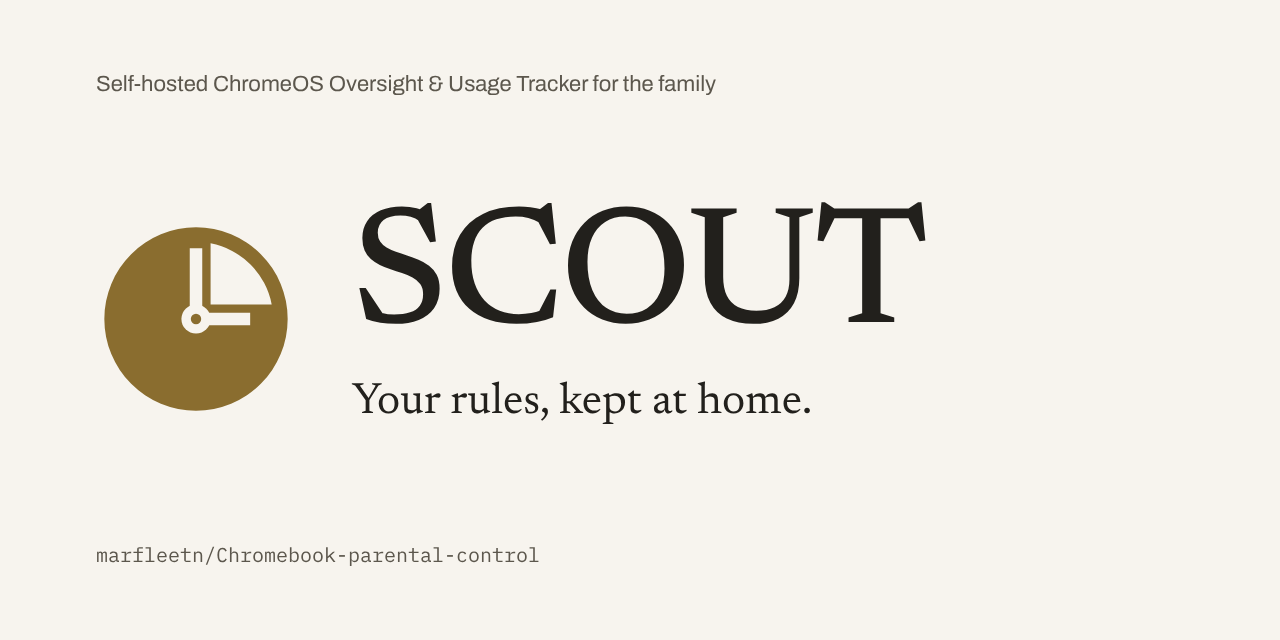 Self-hosted ChromeOS Oversight & Usage Tracker for the family
SCOUT
Your rules, kept at home.
marfleetn/Chromebook-parental-control